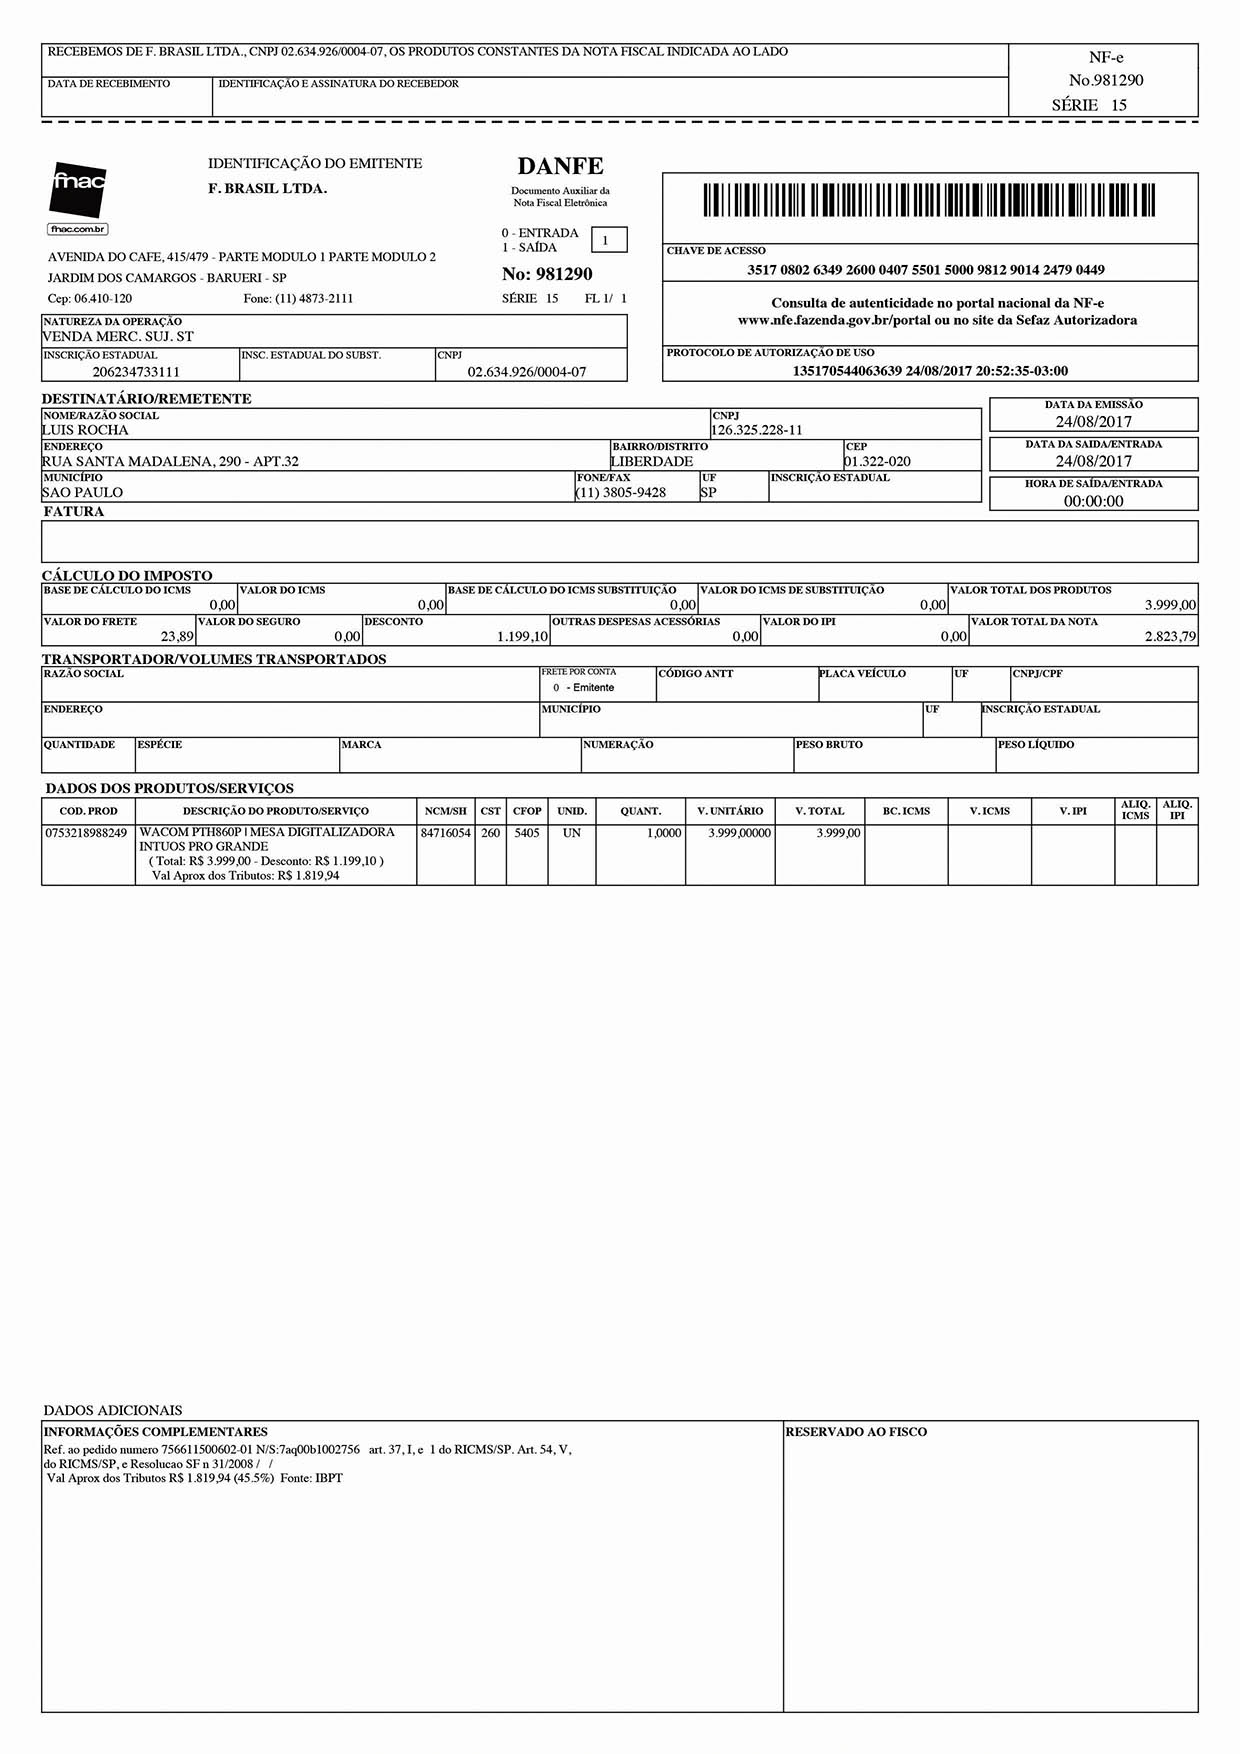 RECEBEMOS DE F. BRASIL LTDA., CNPJ 02.634.926/0004-07, OS PRODUTOS CONSTANTES DA NOTA FISCAL INDICADA AO LADO
DATA DE RECEBIMENTO IDENTIFICAÇÃO E ASSINATURA DO RECEBEDOR
NF-e
No.981290
SÉRIE 15
fnac
fnac.com.br
IDENTIFICAÇÃO DO EMITENTE
F. BRASIL LTDA.
AVENIDA DO CAFE, 415/479 - PARTE MODULO 1 PARTE MODULO 2
JARDIM DOS CAMARGOS - BARUERI - SP
Cep: 06.410-120 Fone: (11) 4873-2111
DANFE
Documento Auxiliar da
Nota Fiscal Eletrônica
0 - ENTRADA
1 - SAÍDA
1
No: 981290
SÉRIE 15 FL 1/ 1
CHAVE DE ACESSO
3517 0802 6349 2600 0407 5501 5000 9812 9014 2479 0449
Consulta de autenticidade no portal nacional da NF-e
www.nfe.fazenda.gov.br/portal ou no site da Sefaz Autorizadora
NATUREZA DA OPERAÇÃO
VENDA MERC. SUJ. ST
PROTOCOLO DE AUTORIZAÇÃO DE USO
135170544063639 24/08/2017 20:52:35-03:00
INSCRIÇÃO ESTADUAL INSC. ESTADUAL DO SUBST. CNPJ
206234733111 02.634.926/0004-07
DESTINATÁRIO/REMETENTE
NOME/RAZÃO SOCIAL CNPJ
LUIS ROCHA 126.325.228-11
ENDEREÇO BAIRRO/DISTRITO CEP
RUA SANTA MADALENA, 290 - APT.32 LIBERDADE 01.322-020
MUNICÍPIO FONE/FAX UF INSCRIÇÃO ESTADUAL
SAO PAULO (11) 3805-9428 SP
DATA DA EMISSÃO
24/08/2017
DATA DA SAIDA/ENTRADA
24/08/2017
HORA DE SAÍDA/ENTRADA
00:00:00
FATURA
CÁLCULO DO IMPOSTO
BASE DE CÁLCULO DO ICMS VALOR DO ICMS BASE DE CÁLCULO DO ICMS SUBSTITUIÇÃO VALOR DO ICMS DE SUBSTITUIÇÃO VALOR TOTAL DOS PRODUTOS
0,00 0,00 0,00 0,00 3.999,00
VALOR DO FRETE VALOR DO SEGURO DESCONTO OUTRAS DESPESAS ACESSÓRIAS VALOR DO IPI VALOR TOTAL DA NOTA
23,89 0,00 1.199,10 0,00 0,00 2.823,79
TRANSPORTADOR/VOLUMES TRANSPORTADOS
RAZÃO SOCIAL FRETE POR CONTA CÓDIGO ANTT PLACA VEÍCULO UF CNPJ/CPF
0 - Emitente
ENDEREÇO MUNICÍPIO UF INSCRIÇÃO ESTADUAL
QUANTIDADE ESPÉCIE MARCA NUMERAÇÃO PESO BRUTO PESO LÍQUIDO
DADOS DOS PRODUTOS/SERVIÇOS
COD. PROD DESCRIÇÃO DO PRODUTO/SERVIÇO NCM/SH CST CFOP UNID. QUANT. V. UNITÁRIO V. TOTAL BC. ICMS V. ICMS V. IPI ALIQ. ICMS ALIQ. IPI
0753218988249 WACOM PTH860P | MESA DIGITALIZADORA 84716054 260 5405 UN 1,0000 3.999,00000 3.999,00
INTUOS PRO GRANDE
( Total: R$ 3.999,00 - Desconto: R$ 1.199,10 )
Val Aprox dos Tributos: R$ 1.819,94
DADOS ADICIONAIS
INFORMAÇÕES COMPLEMENTARES
Ref. ao pedido numero 756611500602-01 N/S:7aq00b1002756 art. 37, I, e 1 do RICMS/SP. Art. 54, V,
do RICMS/SP, e Resolucao SF n 31/2008 / /
Val Aprox dos Tributos R$ 1.819,94 (45.5%) Fonte: IBPT
RESERVADO AO FISCO